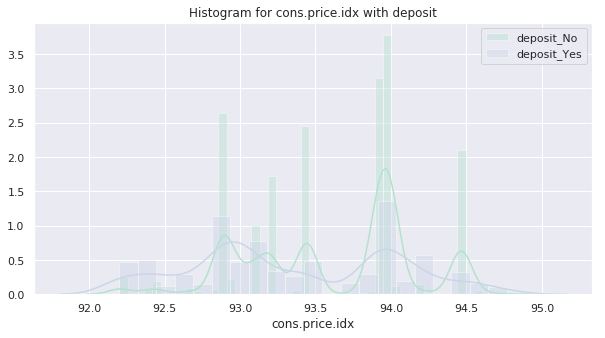 Histogram for cons.price.idx with deposit
deposit_No
deposit_Yes
3.5
3.0
2.5
2.0
1.5
1.0
0.5
0.0
92.0 92.5 93.0 93.5 94.0 94.5 95.0
cons.price.idx